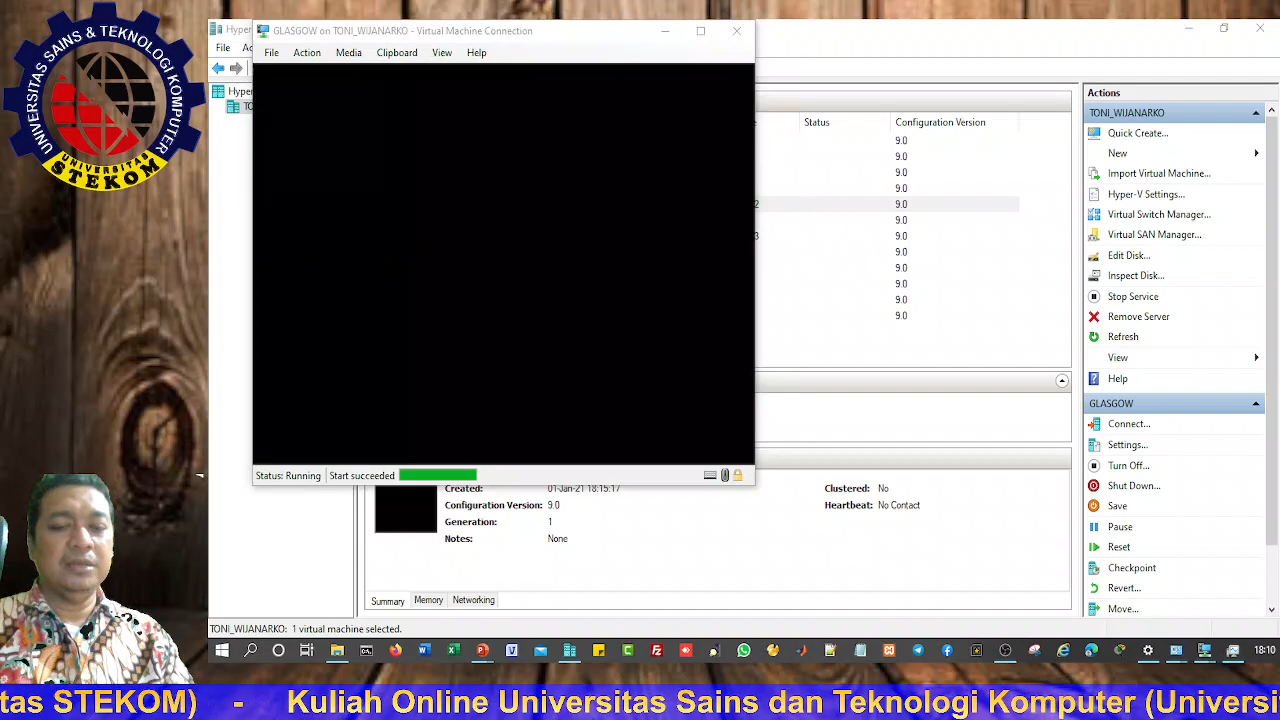 UNIVERSITAS SAINS & TEKNOLOGI KOMPUTER
UNIVERSITAS
STEKOM
Hyper
GLASGOW on TONI_WIJANARKO - Virtual Machine Connection
File
File Action Media Clipboard View Help
Hyper
TO
Status Configuration Version
9.0
9.0
9.0
9.0
2 9.0
9.0
3 9.0
9.0
9.0
9.0
9.0
9.0
Status: Running Start succeeded
Created: 01-Jan-21 18:15:17 Clustered: No
Configuration Version: 9.0 Heartbeat: No Contact
Generation: 1
Notes: None
Summary Memory Networking
TONI_WIJANARKO: 1 virtual machine selected.
Actions
TONI_WIJANARKO
Quick Create...
New
Import Virtual Machine...
Hyper-V Settings...
Virtual Switch Manager...
Virtual SAN Manager...
Edit Disk...
Inspect Disk...
Stop Service
Remove Server
Refresh
View
Help
GLASGOW
Connect...
Settings...
Turn Off...
Shut Down...
Save
Pause
Reset
Checkpoint
Revert...
Move...
18:10
tas STEKOM) - Kuliah Online Universitas Sains dan Teknologi Komputer (Universi